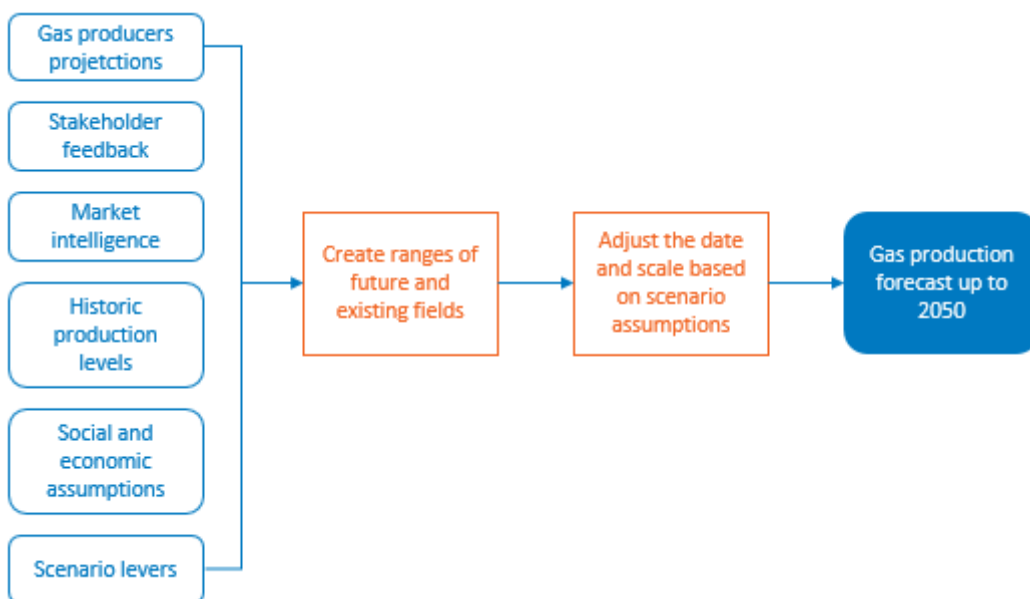 Gas producers
projetctions
Stakeholder
feedback
Market
intelligence
Historic
production
levels
Social and
economic
assumptions
Scenario levers
Create ranges of
future and
existing fields
Adjust the date
and scale based
on scenario
assumptions
Gas production
forecast up to
2050